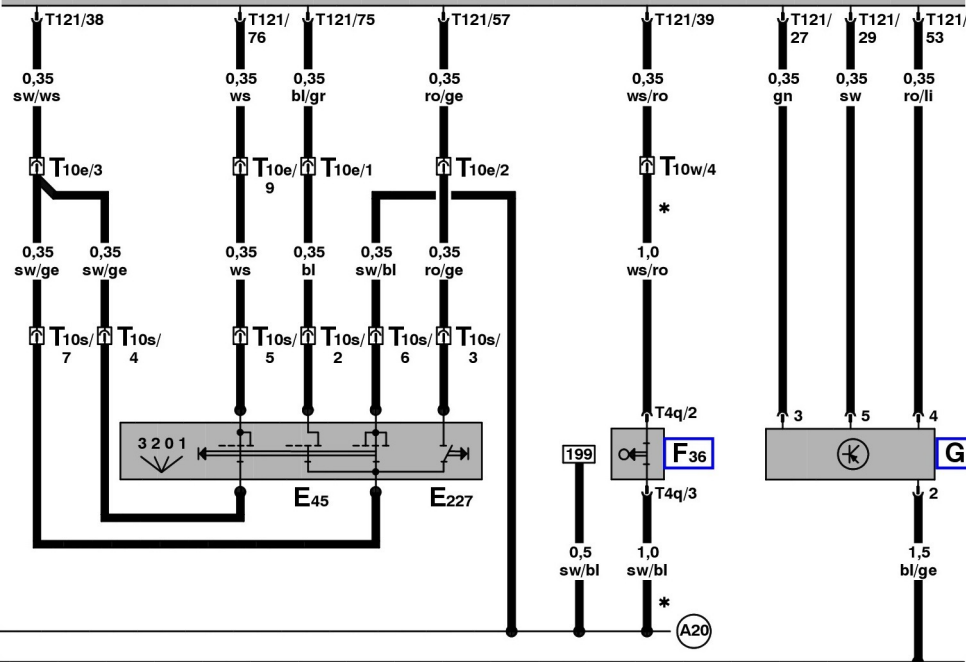 T121/38
T121/
76
T121/75
T121/57
T121/39
T121/
27
T121/
29
T121/
53
0,35
sw/ws
0,35
ws
0,35
bl/gr
0,35
ro/ge
0,35
ws/ro
0,35
gn
0,35
sw
0,35
ro/li
T10e/3
T10e/
9
T10e/1
T10e/2
T10w/4
*
0,35
sw/ge
0,35
sw/ge
0,35
ws
0,35
bl
0,35
sw/bl
0,35
ro/ge
1,0
ws/ro
T10s/
7
T10s/
4
T10s/
5
T10s/
2
T10s/
6
T10s/
3
T4q/2
3
5
4
3 2 0 1
199
F36
G
E45
E227
T4q/3
2
0,5
sw/bl
1,0
sw/bl
1,5
bl/ge
*
A20